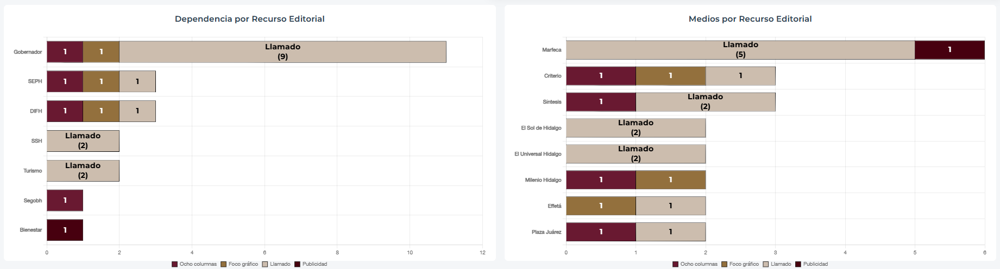 Dependencia por Recurso Editorial
Gobernador
1
1
Llamado
(9)
SEPH
1
1
1
DIFH
1
1
1
SSH
Llamado
(2)
Turismo
Llamado
(2)
Segobh
1
Bienestar
1
0 2 4 6 8 10 12
Ocho columnas Foco gráfico Llamado Publicidad
Medios por Recurso Editorial
Marfeca
Llamado
(5)
1
Criterio
1
1
1
Síntesis
1
Llamado
(2)
El Sol de Hidalgo
Llamado
(2)
El Universal Hidalgo
Llamado
(2)
Milenio Hidalgo
1
1
Effetá
1
1
Plaza Juárez
1
1
0 1 2 3 4 5 6
Ocho columnas Foco gráfico Llamado Publicidad